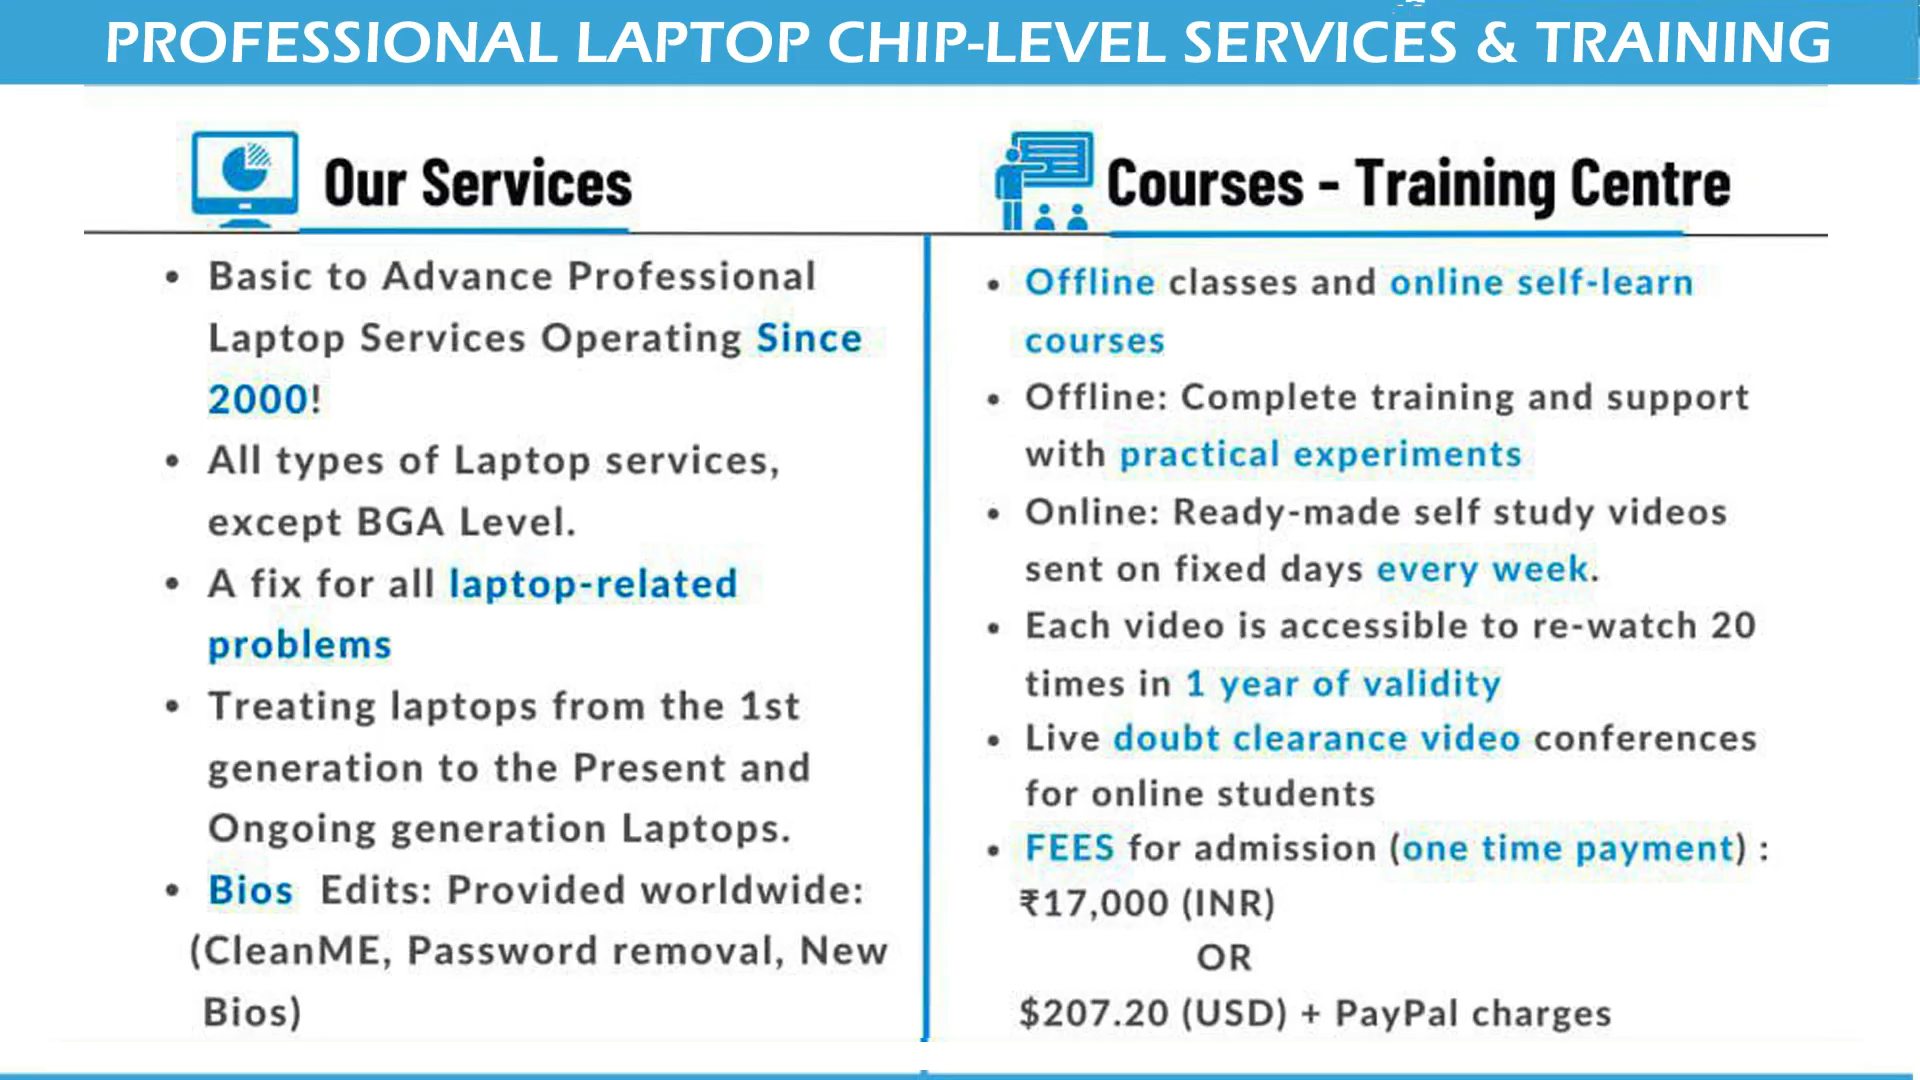 PROFESSIONAL LAPTOP CHIP-LEVEL SERVICES & TRAINING
Our Services
• Basic to Advance Professional
Laptop Services Operating Since
2000!
• All types of Laptop services,
except BGA Level.
• A fix for all laptop-related
problems
• Treating laptops from the 1st
generation to the Present and
Ongoing generation Laptops.
• Bios Edits: Provided worldwide:
(CleanME, Password removal, New
Bios)
Courses - Training Centre
• Offline classes and online self-learn
courses
• Offline: Complete training and support
with practical experiments
• Online: Ready-made self study videos
sent on fixed days every week.
• Each video is accessible to re-watch 20
times in 1 year of validity
• Live doubt clearance video conferences
for online students
• FEES for admission (one time payment) :
₹17,000 (INR)
OR
$207.20 (USD) + PayPal charges